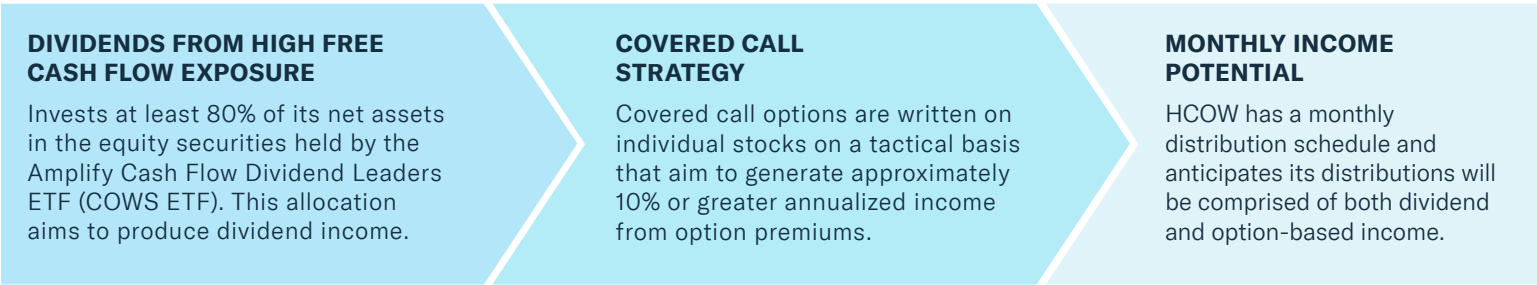 DIVIDENDS FROM HIGH FREE
CASH FLOW EXPOSURE
Invests at least 80% of its net assets
in the equity securities held by the
Amplify Cash Flow Dividend Leaders
ETF (COWS ETF). This allocation
aims to produce dividend income.
COVERED CALL
STRATEGY
Covered call options are written on
individual stocks on a tactical basis
that aim to generate approximately
10% or greater annualized income
from option premiums.
MONTHLY INCOME
POTENTIAL
HCOW has a monthly
distribution schedule and
anticipates its distributions will
be comprised of both dividend
and option-based income.